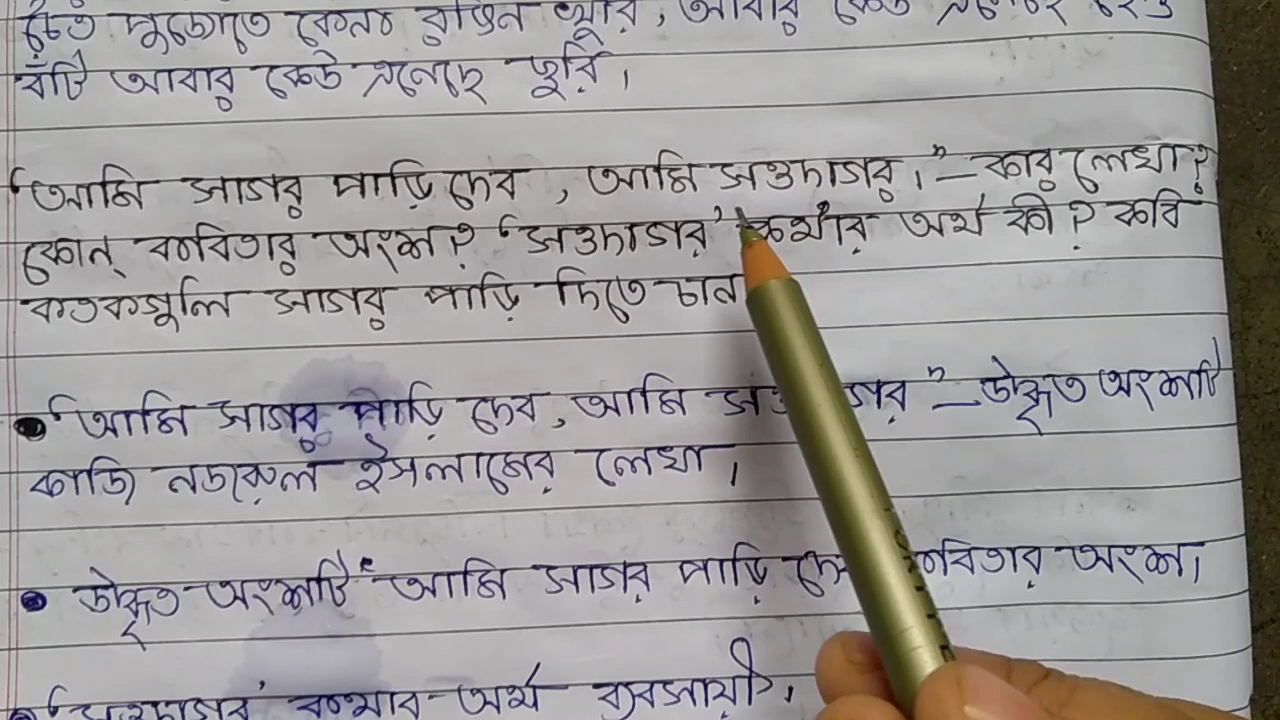 আবার কেউ
বঁটি আবার কেউ এনেছে ছুরি।
"আমি সাগর পাড়ি দেব, আমি সওদাগর।" – কার লেখা?
কোন্ কবিতার অংশ? 'সওদাগর' কথার অর্থ কী? কবি
কতকগুলি সাগর পাড়ি দিতে চান
• "আমি সাগর পাড়ি দেব, আমি সওদাগর" – উদ্ধৃত অংশটি
কাজি নজরুল ইসলামের লেখা।
• উদ্ধৃত অংশটি "আমি সাগর পাড়ি দেব কবিতার অংশ।
• 'সওদাগর' কথার অর্থ ব্যবসায়ী।